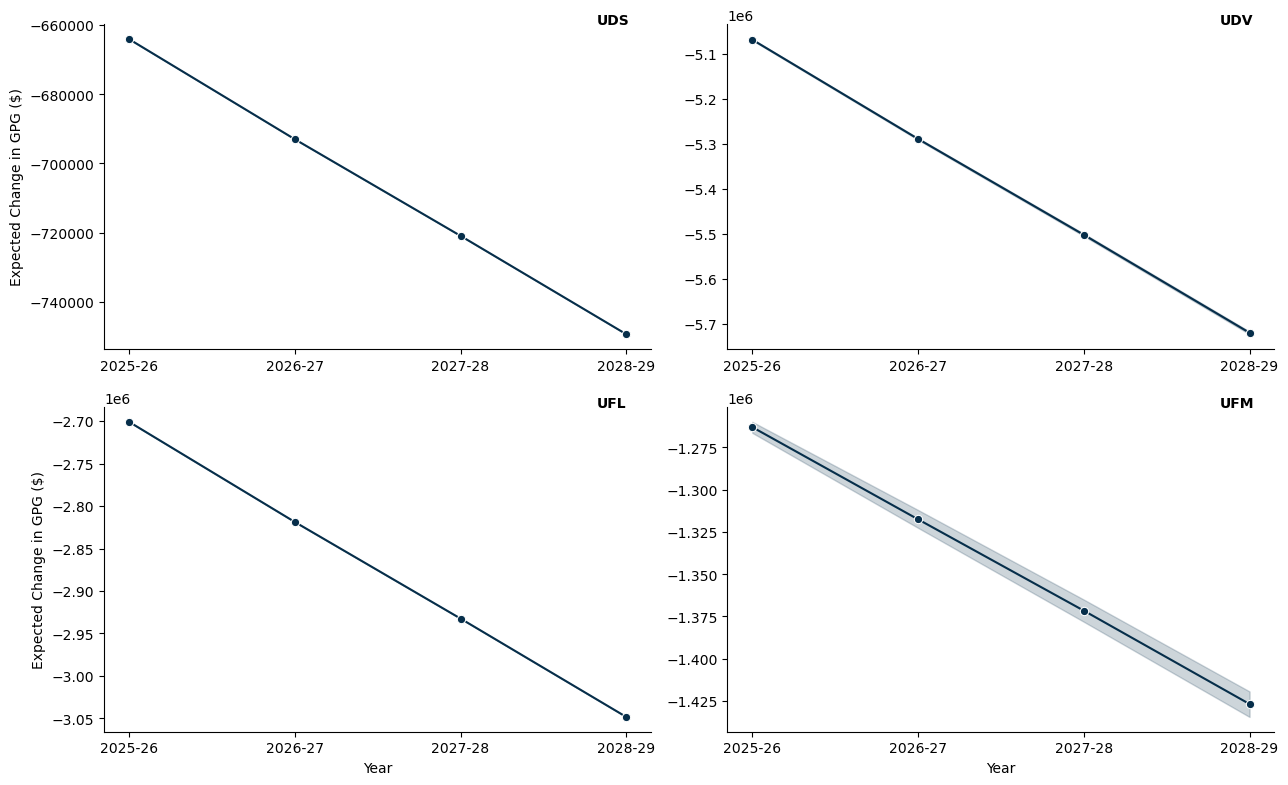 UDS
−660000
−680000
−700000
−720000
−740000
Expected Change in GPG ($)
2025-26 2026-27 2027-28 2028-29
UDV
1e6
−5.1
−5.2
−5.3
−5.4
−5.5
−5.6
−5.7
2025-26 2026-27 2027-28 2028-29
UFL
1e6
−2.70
−2.75
−2.80
−2.85
−2.90
−2.95
−3.00
−3.05
Expected Change in GPG ($)
2025-26 2026-27 2027-28 2028-29
Year
UFM
1e6
−1.275
−1.300
−1.325
−1.350
−1.375
−1.400
−1.425
2025-26 2026-27 2027-28 2028-29
Year